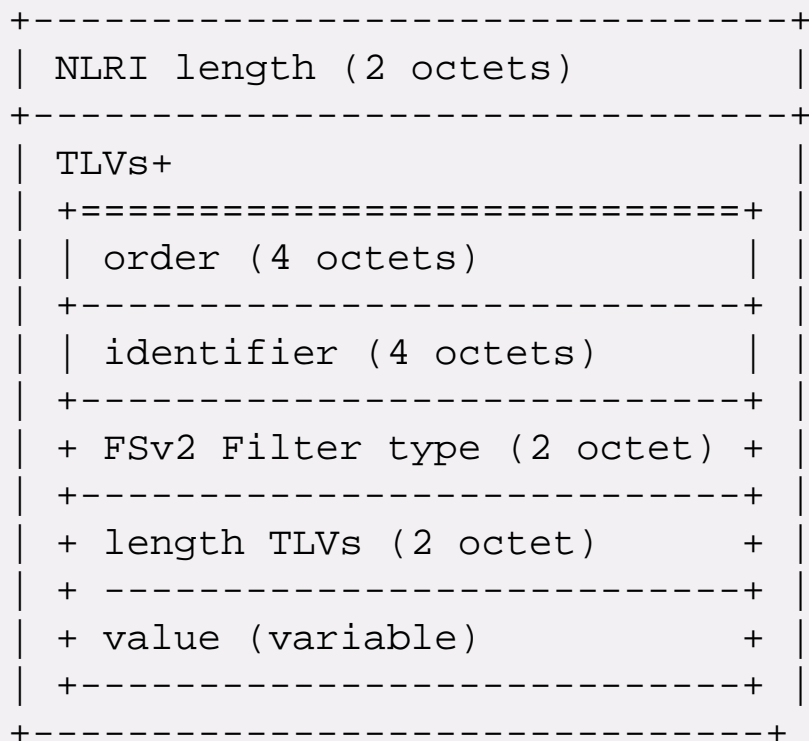 +--------------------------------+
| NLRI length (2 octets)         |
+--------------------------------+
| TLVs+                          |
| +============================+ |
| | order (4 octets)           | |
| +----------------------------+ |
| | identifier (4 octets)      | |
| +----------------------------+ |
| + FSv2 Filter type (2 octet) + |
| +----------------------------+ |
| + length TLVs (2 octet)      + |
| + ---------------------------+ |
| + value (variable)           + |
| +----------------------------+ |
+-------------------------------+